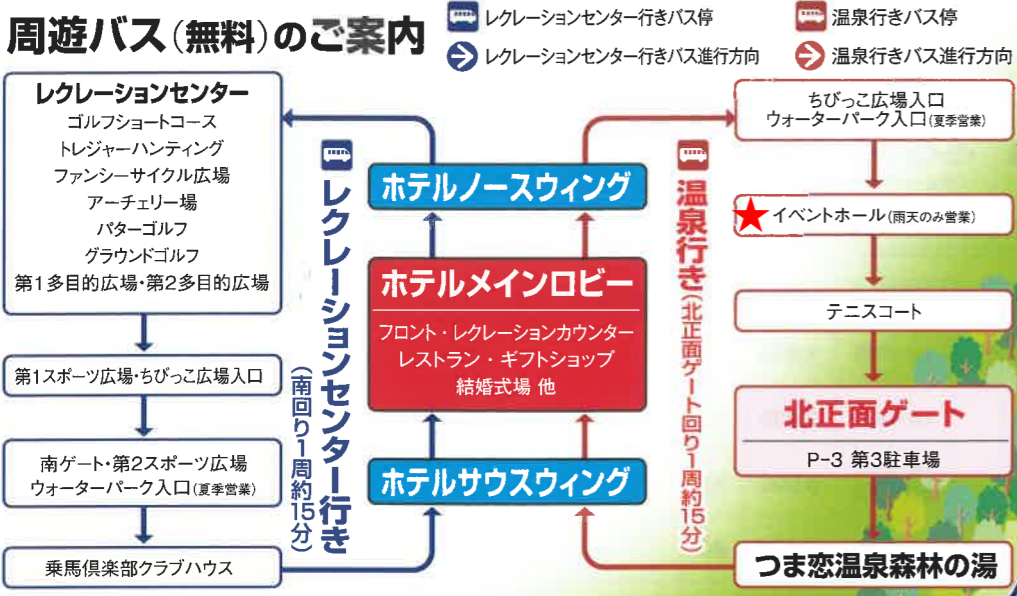 周遊バス(無料)のご案内
レクレーションセンター行きバス停
温泉行きバス停
レクレーションセンター行きバス進行方向
温泉行きバス進行方向
レクレーションセンター
ゴルフショートコース
トレジャーハンティング
ファンシーサイクル広場
アーチェリー場
パターゴルフ
グラウンドゴルフ
第1多目的広場・第2多目的広場
第1スポーツ広場・ちびっこ広場入口
南ゲート・第2スポーツ広場
ウォーターパーク入口(夏季営業)
乗馬倶楽部クラブハウス
レクレーションセンター行き
(南回り1周約15分)
ホテルノースウィング
ホテルメインロビー
フロント・レクレーションカウンター
レストラン・ギフトショップ
結婚式場 他
ホテルサウスウィング
温泉行き(北正面ゲート回り1周約15分)
ちびっこ広場入口
ウォーターパーク入口(夏季営業)
イベントホール(雨天のみ営業)
テニスコート
北正面ゲート
P-3 第3駐車場
つま恋温泉森林の湯